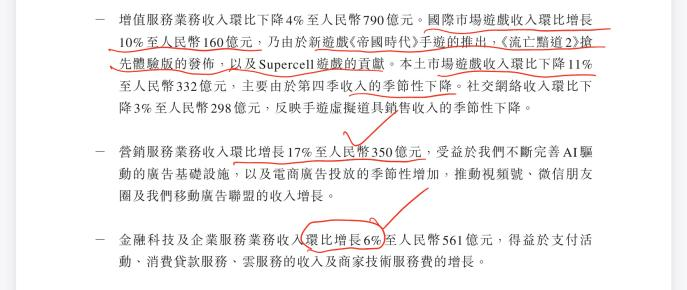 — 增值服務業務收入環比下降4%至人民幣790億元。國際市場遊戲收入環比增長
10%至人民幣160億元，乃由於新遊戲《帝國時代》手遊的推出，《流亡黯道2》搶
先體驗版的發佈，以及Supercell遊戲的貢獻。本土市場遊戲收入環比下降11%
至人民幣332億元，主要由於第四季收入的季節性下降。社交網絡收入環比下
降3%至人民幣298億元，反映手遊虛擬道具銷售收入的季節性下降。
— 營銷服務業務收入環比增長17%至人民幣350億元，受益於我們不斷完善AI驅
動的廣告基礎設施，以及電商廣告投放的季節性增加，推動視頻號、微信朋友
圈及我們移動廣告聯盟的收入增長。
— 金融科技及企業服務業務收入環比增長6%至人民幣561億元，得益於支付活
動、消費貸款服務、雲服務的收入及商家技術服務費的增長。